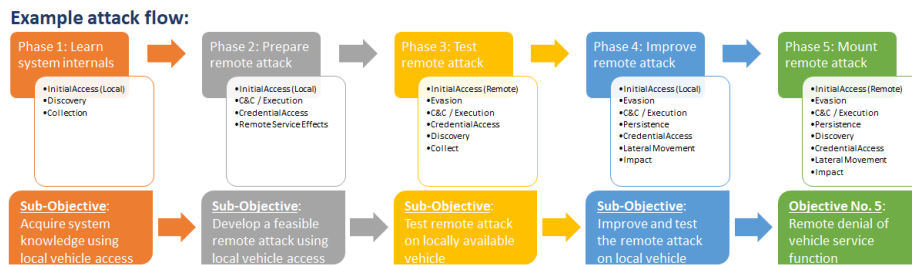 Example attack flow:
Phase 1: Learn
system internals
•InitialAccess (Local)
•Discovery
•Collection
Sub-Objective:
Acquire system
knowledge using
local vehicle access
Phase 2: Prepare
remote attack
•InitialAccess (Local)
•C&C / Execution
•CredentialAccess
•Remote Service Effects
Sub-Objective:
Develop a feasible
remote attack using
local vehicle access
Phase 3: Test
remote attack
•InitialAccess (Remote)
•Evasion
•C&C / Execution
•CredentialAccess
•Discovery
•Collect
Sub-Objective:
Test remote attack
on locally available
vehicle
Phase 4: Improve
remote attack
•InitialAccess (Local)
•Evasion
•C&C / Execution
•Persistence
•CredentialAccess
•Lateral Movement
•Impact
Sub-Objective:
Improve and test
the remote attack
on local vehicle
Phase 5: Mount
remote attack
•InitialAccess (Remote)
•Evasion
•C&C / Execution
•Persistence
•Discovery
•CredentialAccess
•Lateral Movement
•Impact
Objective No. 5:
Remote denial of
vehicle service
function